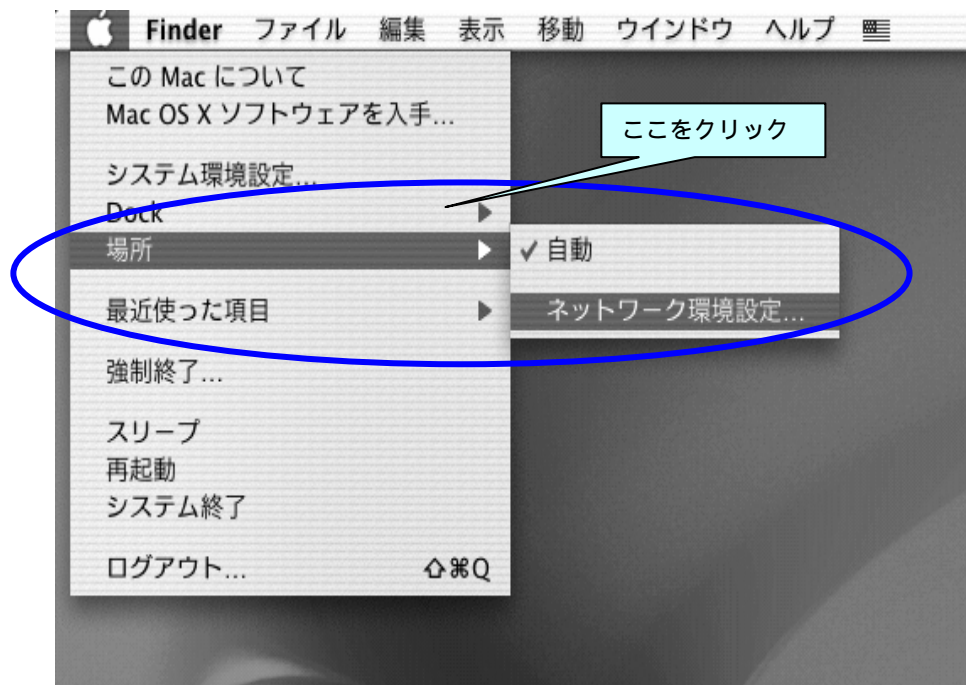 Finder ファイル 編集 表示 移動 ウインドウ ヘルプ
この Mac について
Mac OS X ソフトウェアを入手...
ここをクリック
システム環境設定...
Dock
場所
✓ 自動
最近使った項目
ネットワーク環境設定...
強制終了...
スリープ
再起動
システム終了
ログアウト... ⇧⌘Q